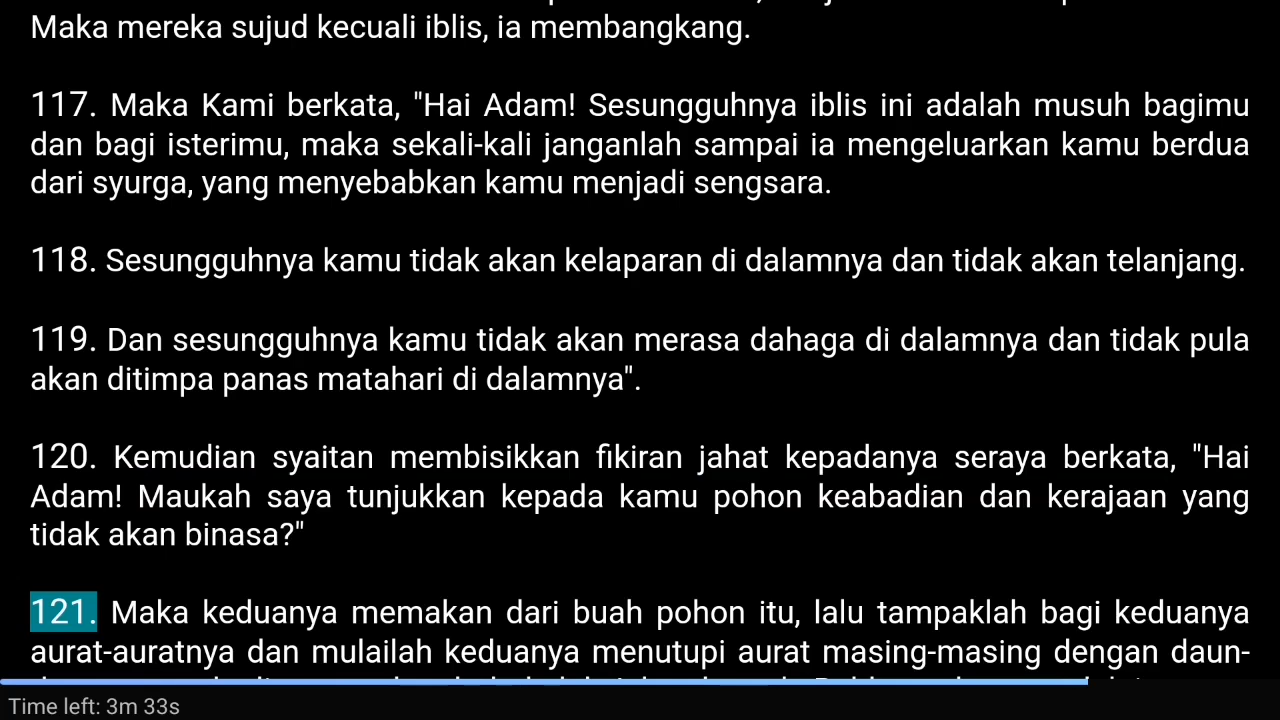 Maka mereka sujud kecuali iblis, ia membangkang.
117. Maka Kami berkata, "Hai Adam! Sesungguhnya iblis ini adalah musuh bagimu
dan bagi isterimu, maka sekali-kali janganlah sampai ia mengeluarkan kamu berdua
dari syurga, yang menyebabkan kamu menjadi sengsara.
118. Sesungguhnya kamu tidak akan kelaparan di dalamnya dan tidak akan telanjang.
119. Dan sesungguhnya kamu tidak akan merasa dahaga di dalamnya dan tidak pula
akan ditimpa panas matahari di dalamnya".
120. Kemudian syaitan membisikkan fikiran jahat kepadanya seraya berkata, "Hai
Adam! Maukah saya tunjukkan kepada kamu pohon keabadian dan kerajaan yang
tidak akan binasa?"
121. Maka keduanya memakan dari buah pohon itu, lalu tampaklah bagi keduanya
aurat-auratnya dan mulailah keduanya menutupi aurat masing-masing dengan daun-
Time left: 3m 33s